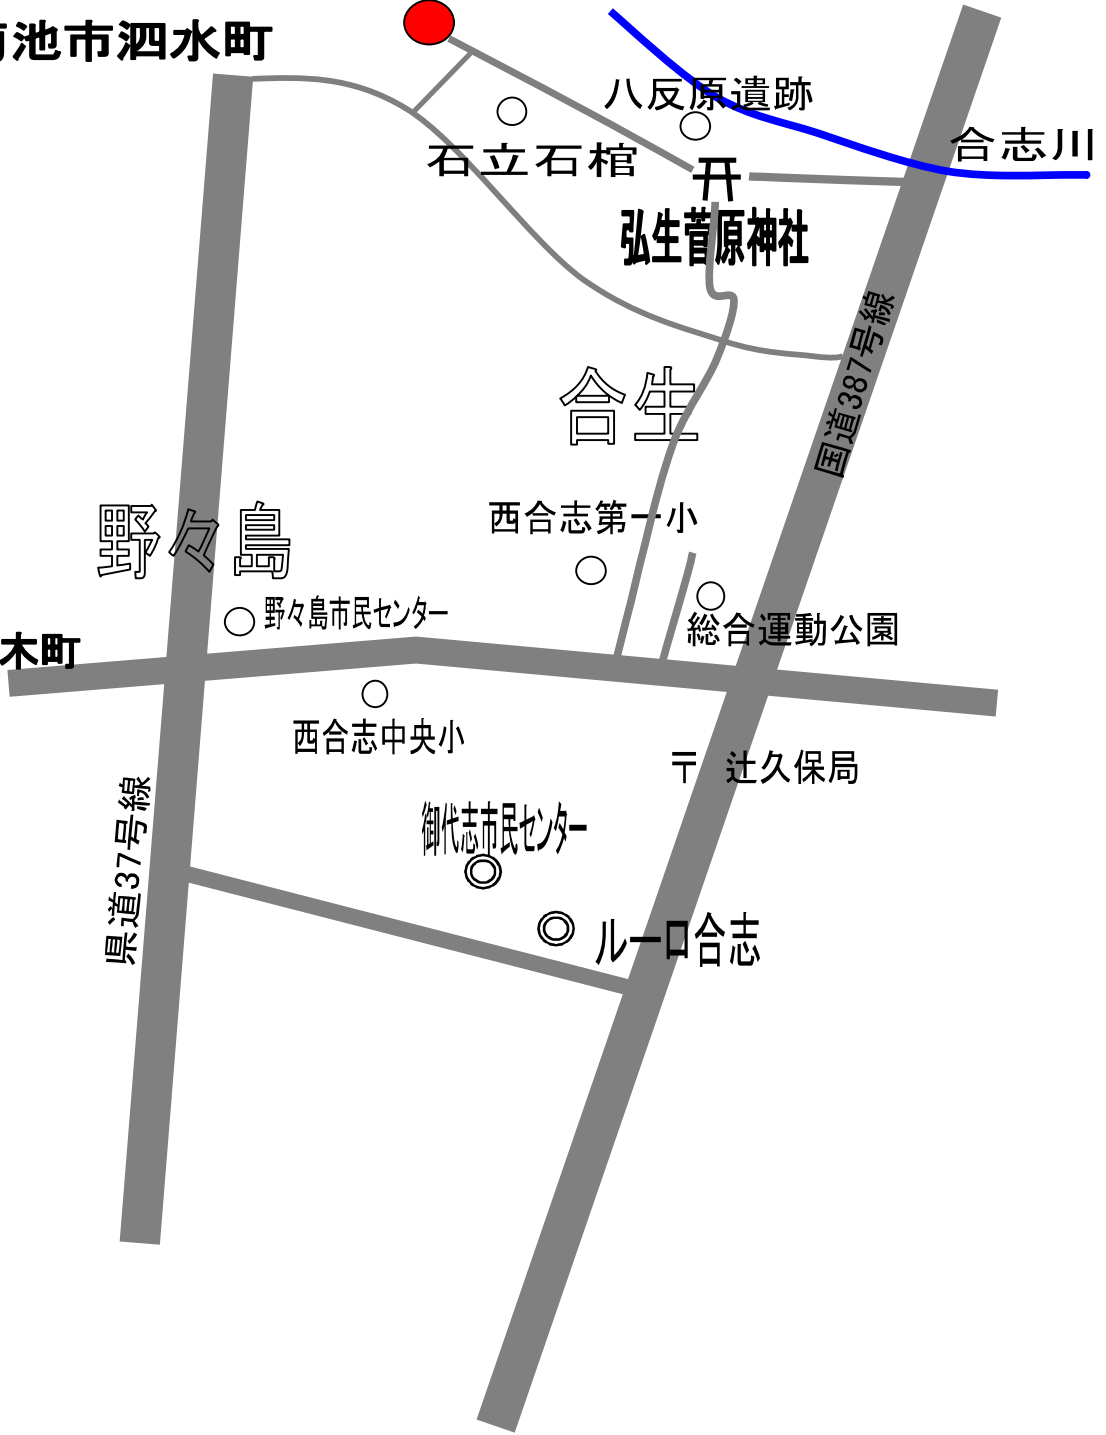 池市泗水町
八反原遺跡
合志川
石立石棺
弘生菅原神社
国道387号線
合生
西合志第一小
野々島
野々島市民センター
総合運動公園
木町
西合志中央小
〒 辻久保局
県道37号線
御代志市民センター
ルーロ合志